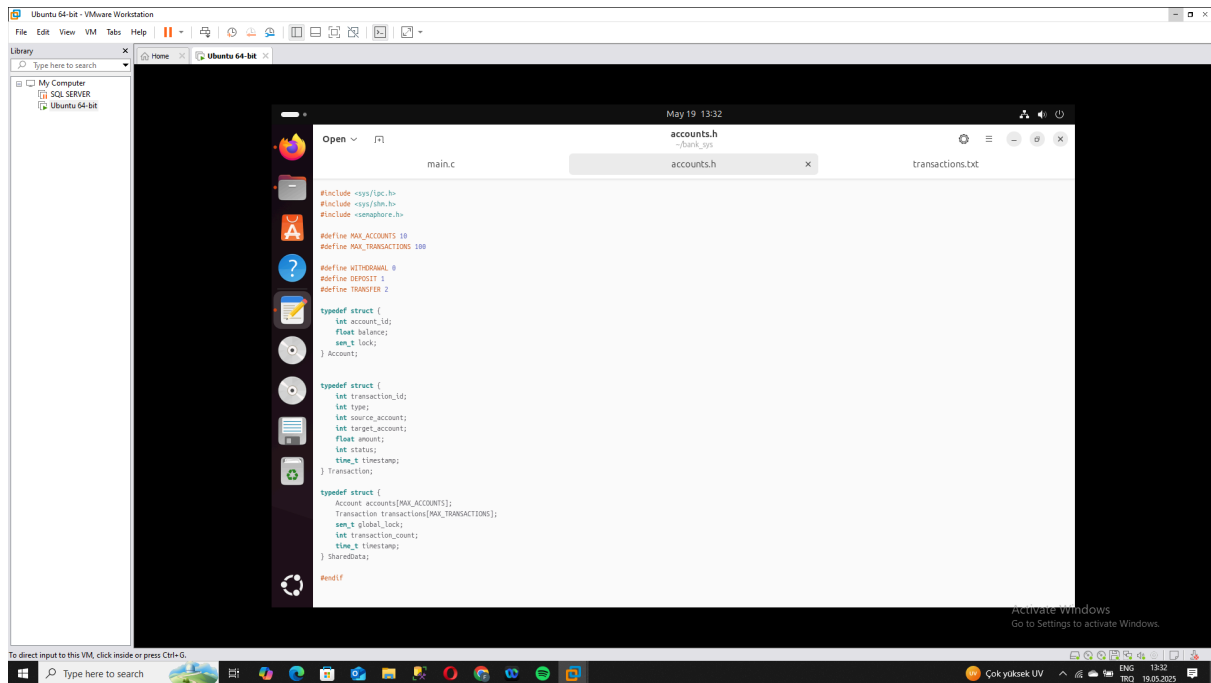 Ubuntu 64-bit - VMware Workstation
File Edit View VM Tabs Help
Library
Type here to search
My Computer
SQL SERVER
Ubuntu 64-bit
Home
Ubuntu 64-bit
May 19 13:32
Open
accounts.h
~/bank_sys
main.c
accounts.h
transactions.txt
#include <sys/ipc.h>
#include <sys/shm.h>
#include <semaphore.h>
#define MAX_ACCOUNTS 10
#define MAX_TRANSACTIONS 100
#define WITHDRAWAL 0
#define DEPOSIT 1
#define TRANSFER 2
typedef struct {
int account_id;
float balance;
sem_t lock;
} Account;
typedef struct {
int transaction_id;
int type;
int source_account;
int target_account;
float amount;
int status;
time_t timestamp;
} Transaction;
typedef struct {
Account accounts[MAX_ACCOUNTS];
Transaction transactions[MAX_TRANSACTIONS];
sem_t global_lock;
int transaction_count;
time_t timestamp;
} SharedData;
#endif
Activate Windows
Go to Settings to activate Windows.
To direct input to this VM, click inside or press Ctrl+G.
Type here to search
Çok yüksek UV
ENG
TRQ
13:32
19.05.2025